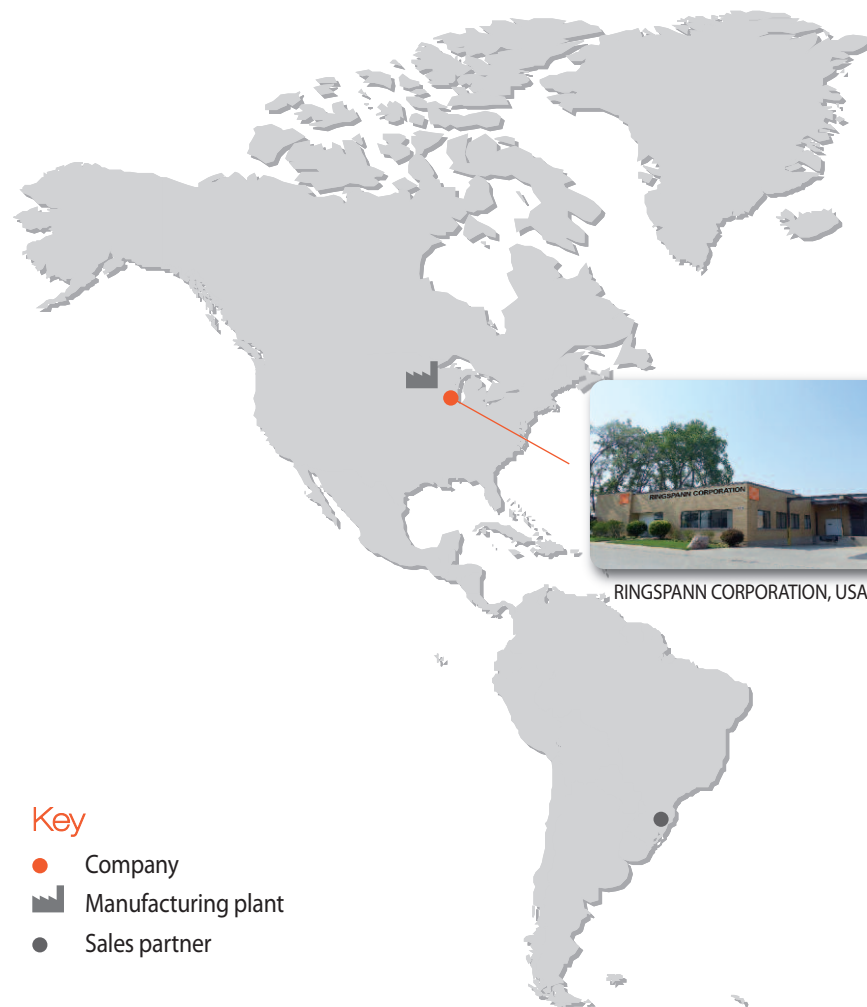 RINGSPANN CORPORATION
RINGSPANN CORPORATION, USA
Key
Company
Manufacturing plant
Sales partner